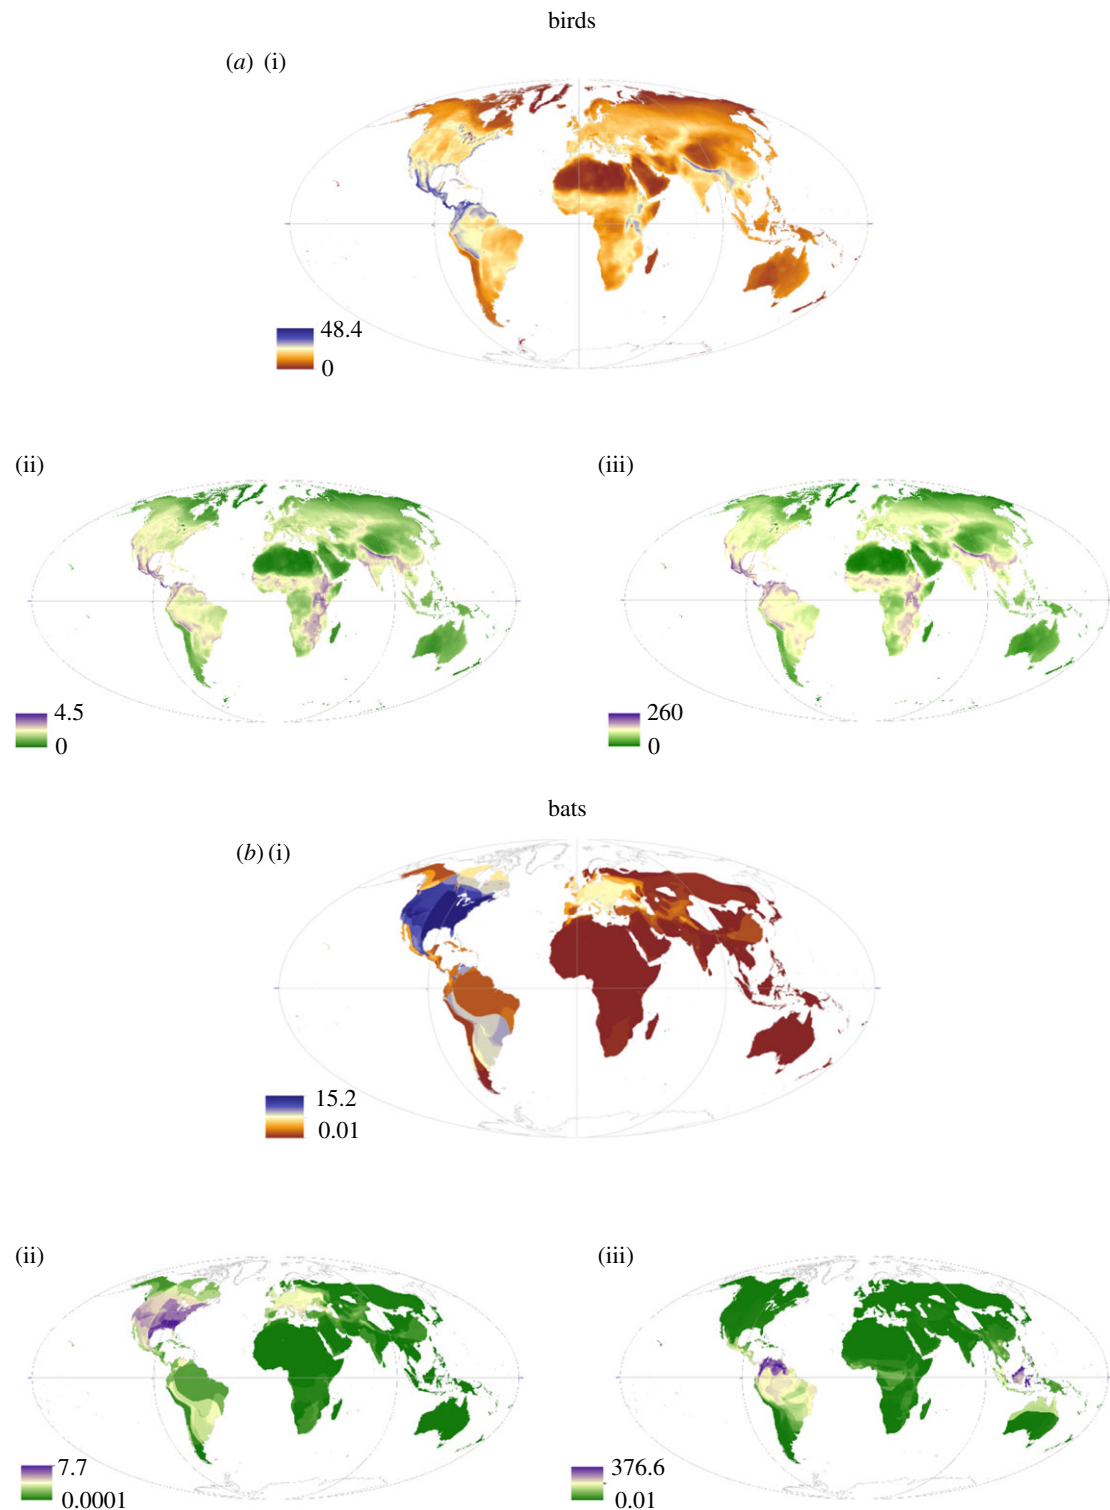 birds
(a) (i)
48.4
0
(ii)
(iii)
4.5
0
260
0
bats
(b) (i)
15.2
0.01
(ii)
(iii)
7.7
0.0001
376.6
0.01